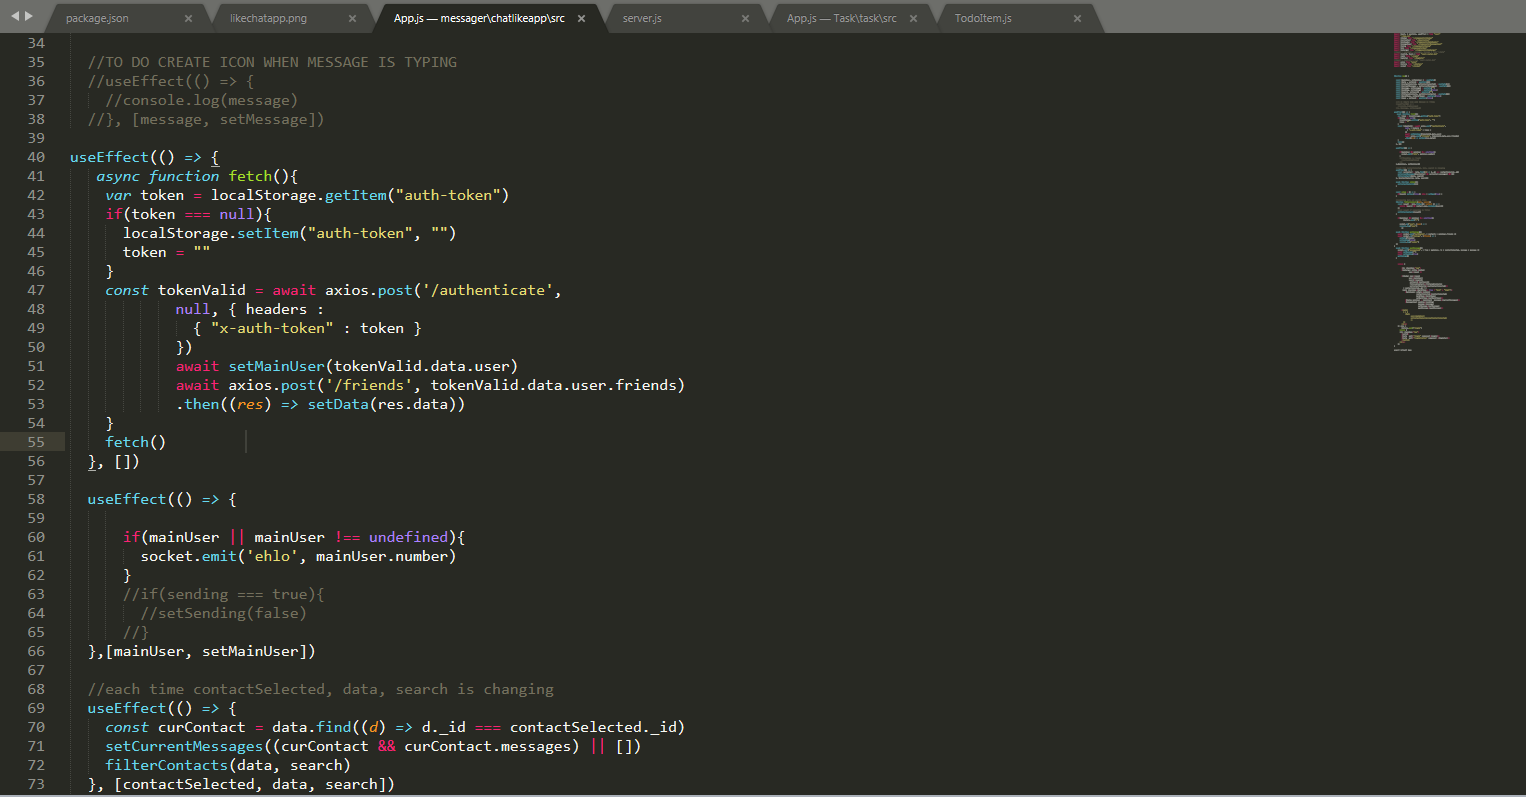 package.json × likechatapp.png × App.js — messager\chatlikeapp\src × server.js × App.js — Task\task\src × TodoItem.js ×
34
35 //TO DO CREATE ICON WHEN MESSAGE IS TYPING
36 //useEffect(() => {
37 //console.log(message)
38 //}, [message, setMessage])
39
40 useEffect(() => {
41 async function fetch(){
42 var token = localStorage.getItem("auth-token")
43 if(token === null){
44 localStorage.setItem("auth-token", "")
45 token = ""
46 }
47 const tokenValid = await axios.post('/authenticate',
48 null, { headers :
49 { "x-auth-token" : token }
50 })
51 await setMainUser(tokenValid.data.user)
52 await axios.post('/friends', tokenValid.data.user.friends)
53 .then((res) => setData(res.data))
54 }
55 fetch()
56 }, [])
57
58 useEffect(() => {
59
60 if(mainUser || mainUser !== undefined){
61 socket.emit('ehlo', mainUser.number)
62 }
63 //if(sending === true){
64 //setSending(false)
65 //}
66 },[mainUser, setMainUser])
67
68 //each time contactSelected, data, search is changing
69 useEffect(() => {
70 const curContact = data.find((d) => d._id === contactSelected._id)
71 setCurrentMessages((curContact && curContact.messages) || [])
72 filterContacts(data, search)
73 }, [contactSelected, data, search])